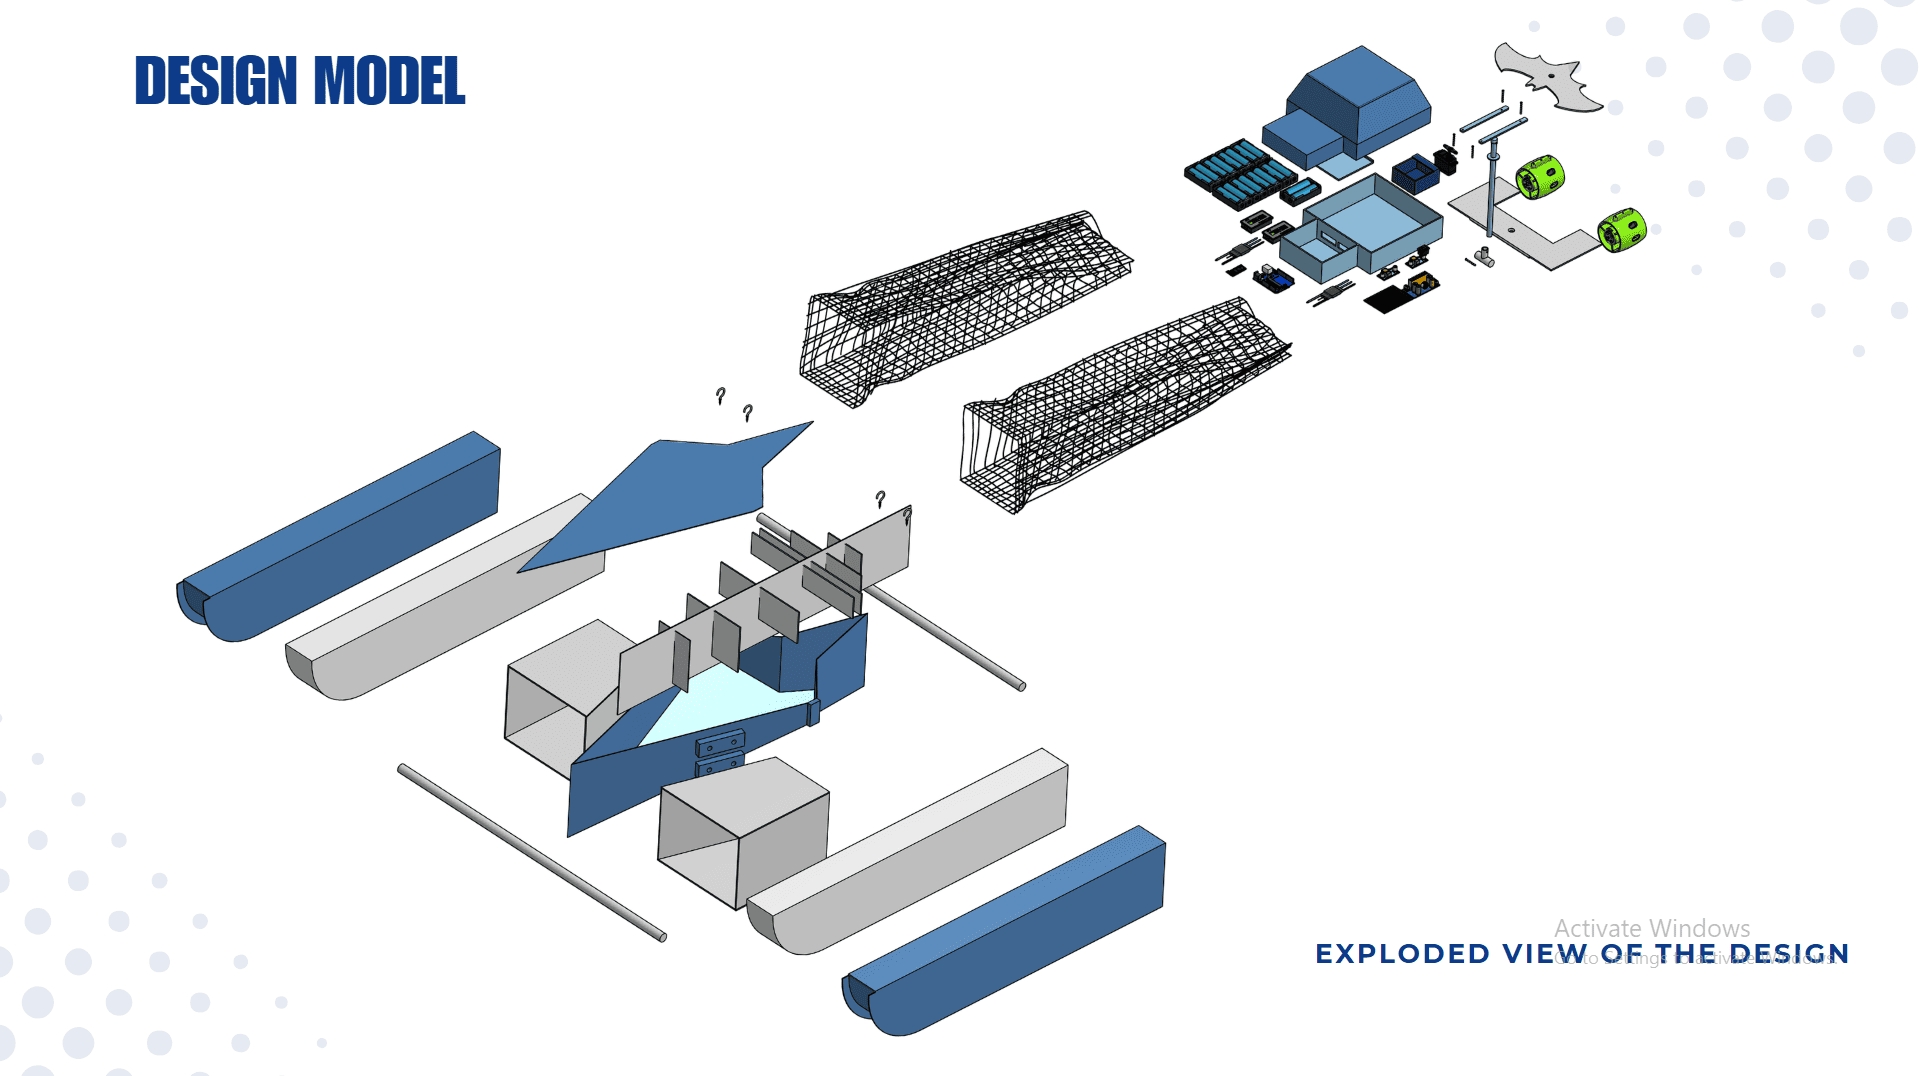 DESIGN MODEL
Activate Windows
EXPLODED VIEW OF THE DESIGN
Go to Settings to activate Windows.